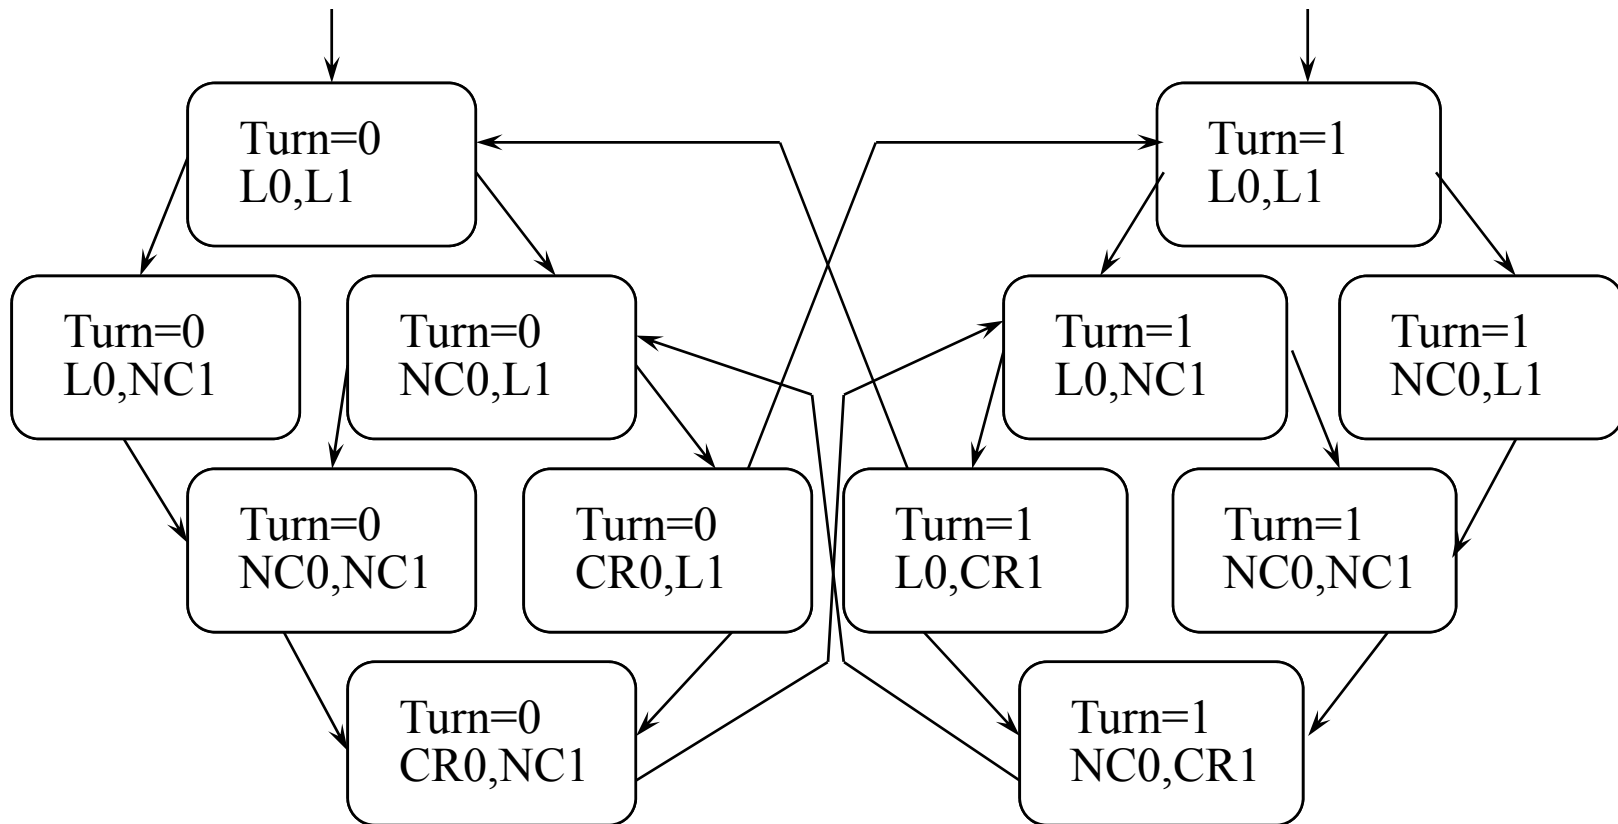 Turn=0
L0,L1
Turn=1
L0,L1
Turn=0
L0,NC1
Turn=0
NC0,L1
Turn=1
L0,NC1
Turn=1
NC0,L1
Turn=0
NC0,NC1
Turn=0
CR0,L1
Turn=1
L0,CR1
Turn=1
NC0,NC1
Turn=0
CR0,NC1
Turn=1
NC0,CR1